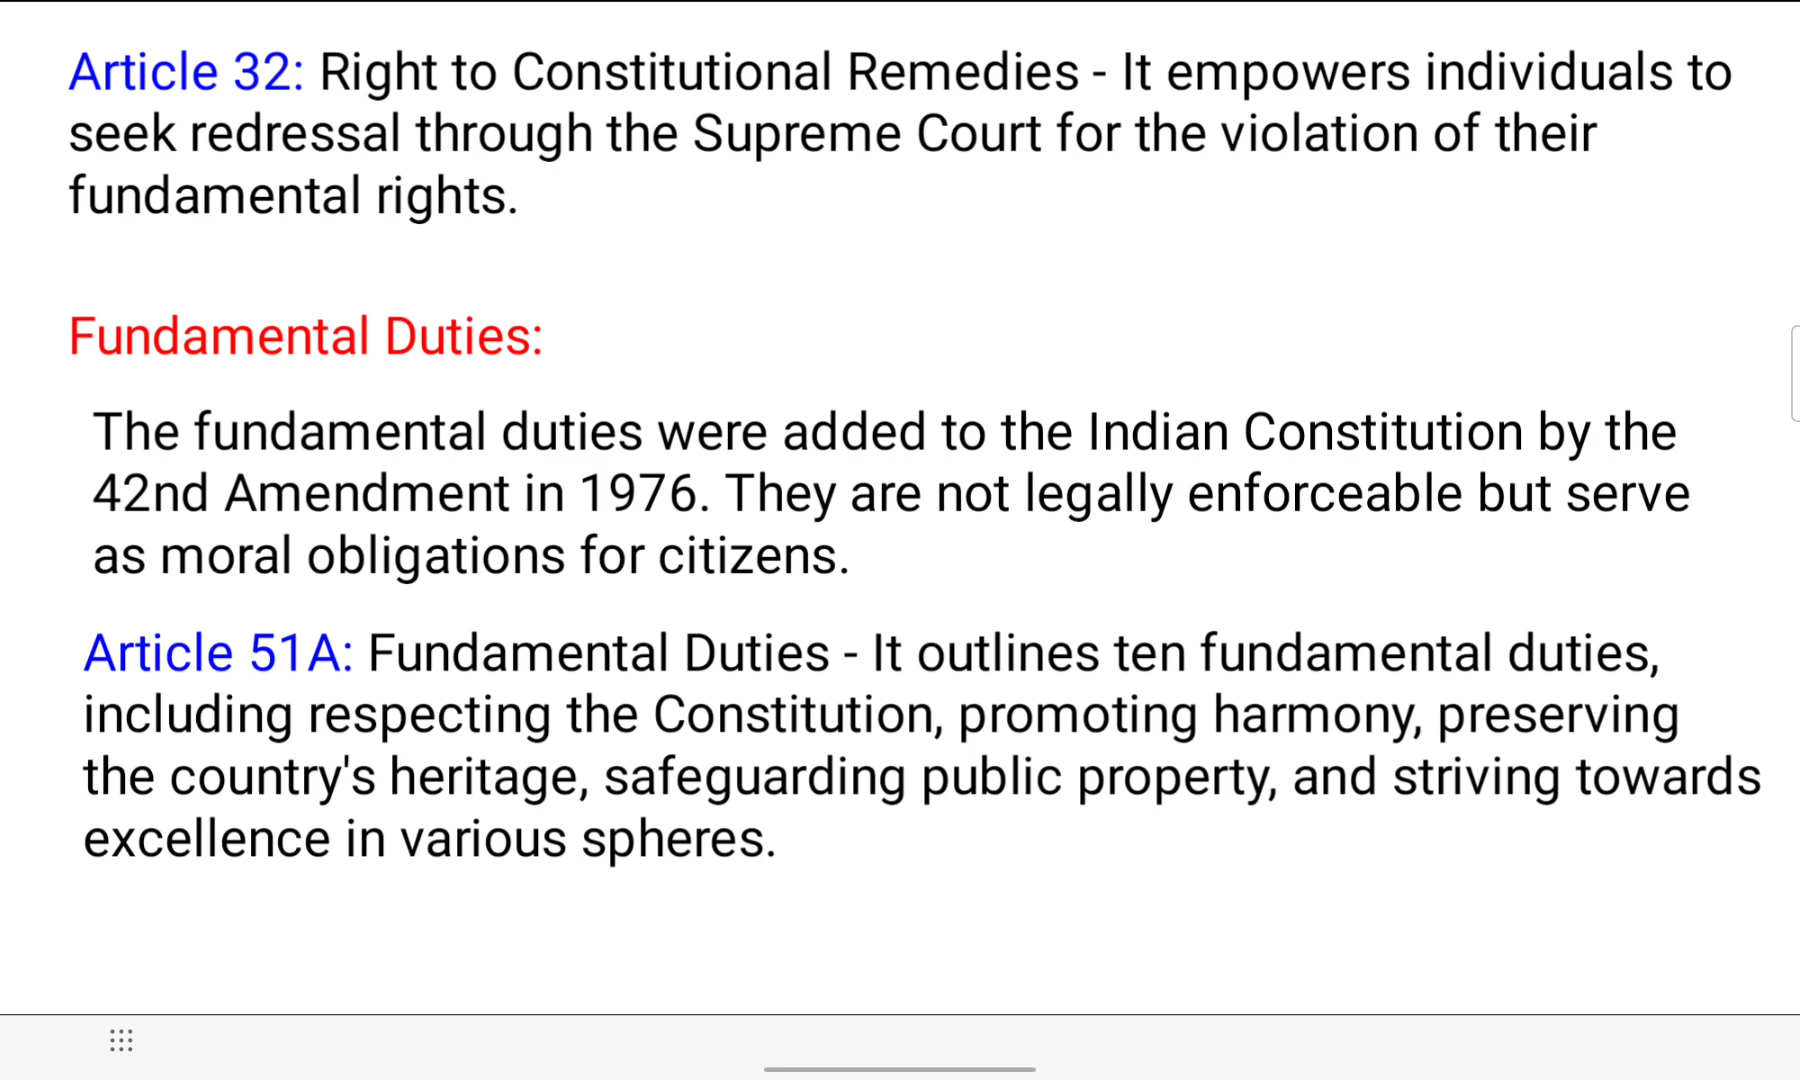 Article 32: Right to Constitutional Remedies - It empowers individuals to
seek redressal through the Supreme Court for the violation of their
fundamental rights.
Fundamental Duties:
The fundamental duties were added to the Indian Constitution by the
42nd Amendment in 1976. They are not legally enforceable but serve
as moral obligations for citizens.
Article 51A: Fundamental Duties - It outlines ten fundamental duties,
including respecting the Constitution, promoting harmony, preserving
the country's heritage, safeguarding public property, and striving towards
excellence in various spheres.